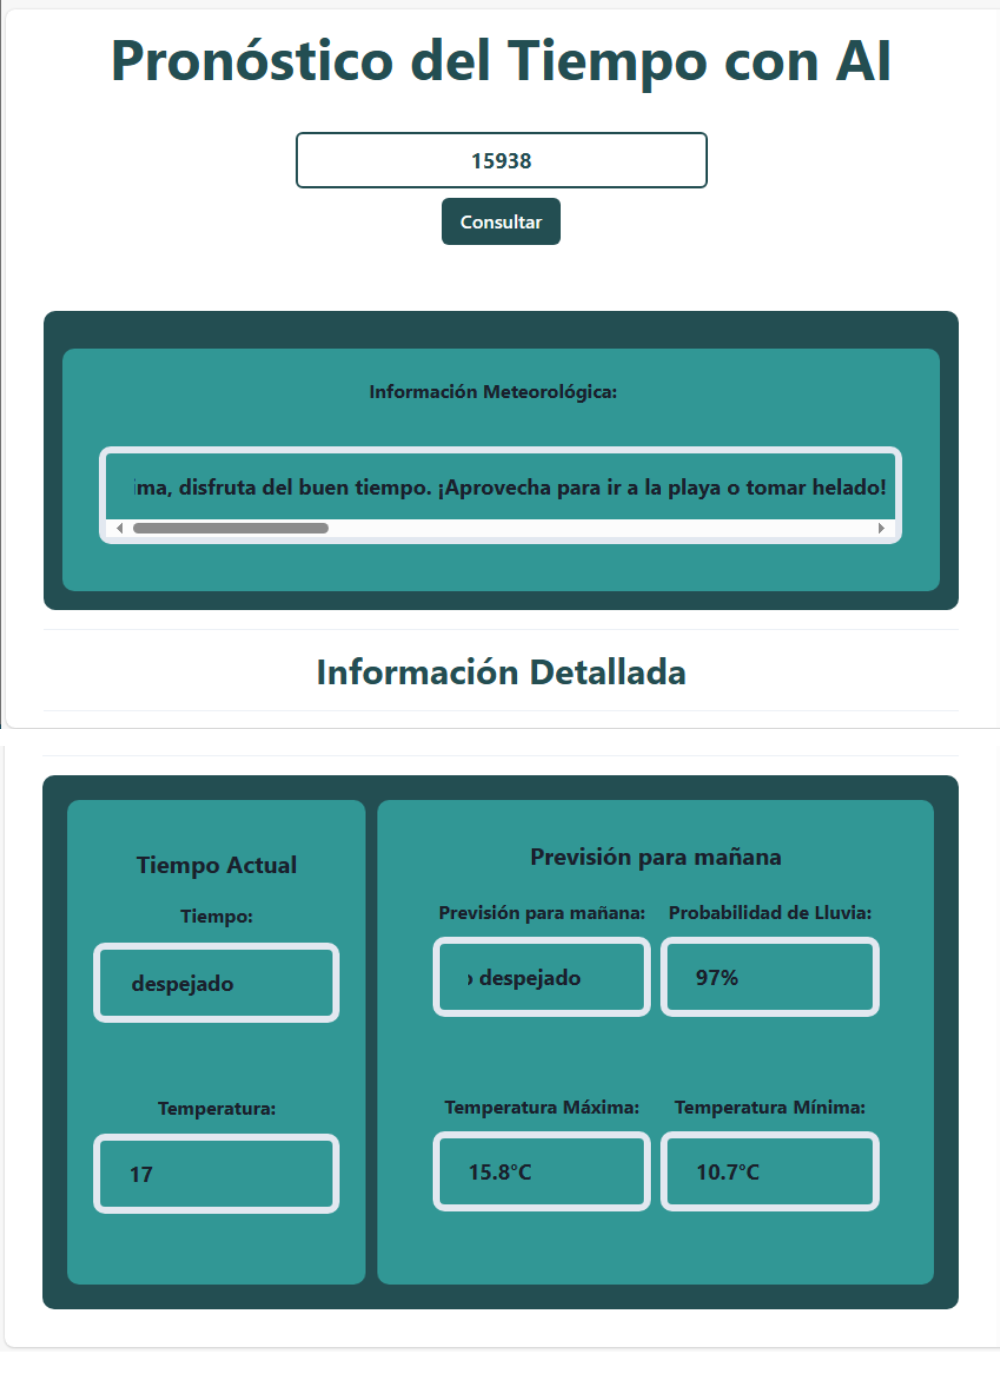 Pronóstico del Tiempo con AI
15938
Consultar
Información Meteorológica:
ima, disfruta del buen tiempo. ¡Aprovecha para ir a la playa o tomar helado!
Información Detallada
Tiempo Actual
Tiempo:
despejado
Temperatura:
17
Previsión para mañana
Previsión para mañana: Probabilidad de Lluvia:
despejado 97%
Temperatura Máxima: Temperatura Mínima:
15.8°C 10.7°C